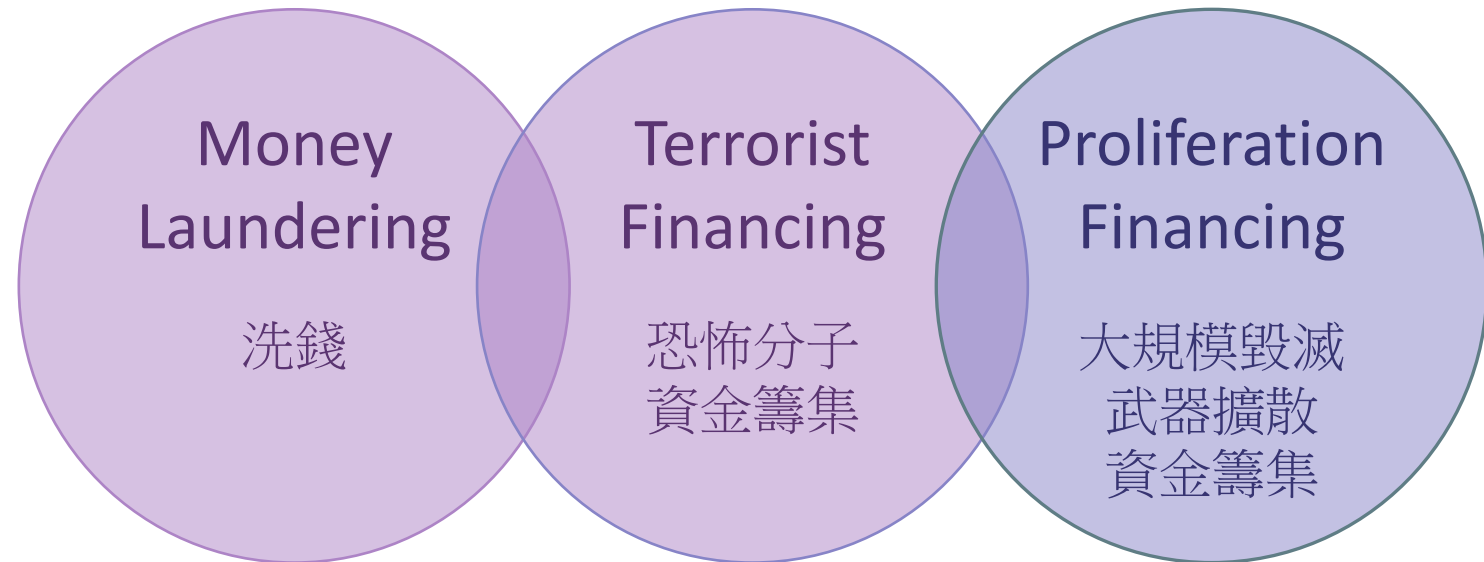 Money
Laundering
洗錢
Terrorist
Financing
恐怖分子
資金籌集
Proliferation
Financing
大規模毀滅
武器擴散
資金籌集